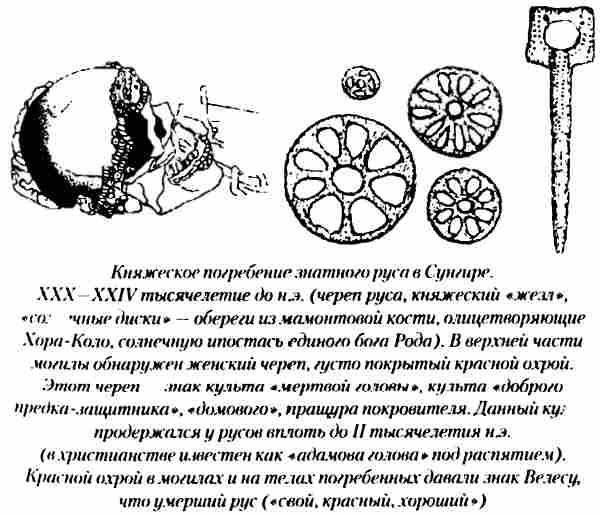 Княжеское погребение знатного руса в Сунгире.
XXX—XXIV тысячелетие до н.э. (череп руса, княжеский «жезл»,
чные диски» — обереги из мамонтовой кости, олицетворяющие
Хора-Коло, солнечную ипостась единого бога Рода). В верхней части
могилы обнаружен женский череп, густо покрытый красной охрой.
Этот череп знак культа «мертвой головы», культа «доброго
предка-защитника», «домового», пращура покровителя. Данный
продержался у русов вплоть до II тысячелетия н.э.
(в христианстве известен как «адамова голова» под распятием).
Красной охрой в могилах и на телах погребенных давали знак Велесу,
что умерший рус («свой, красный, хороший»)